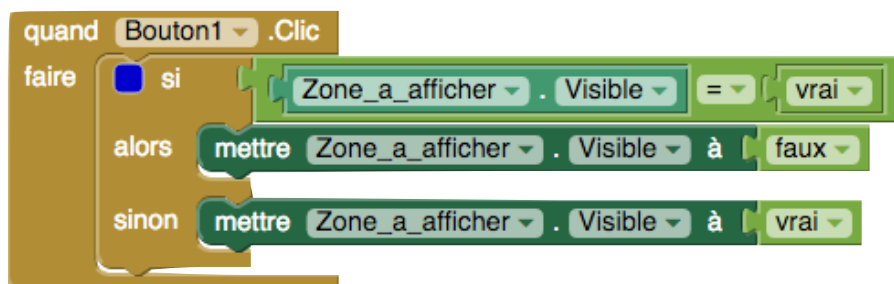 quand Bouton1 .Clic
faire si Zone_a_afficher . Visible = vrai
alors mettre Zone_a_afficher . Visible à faux
sinon mettre Zone_a_afficher . Visible à vrai